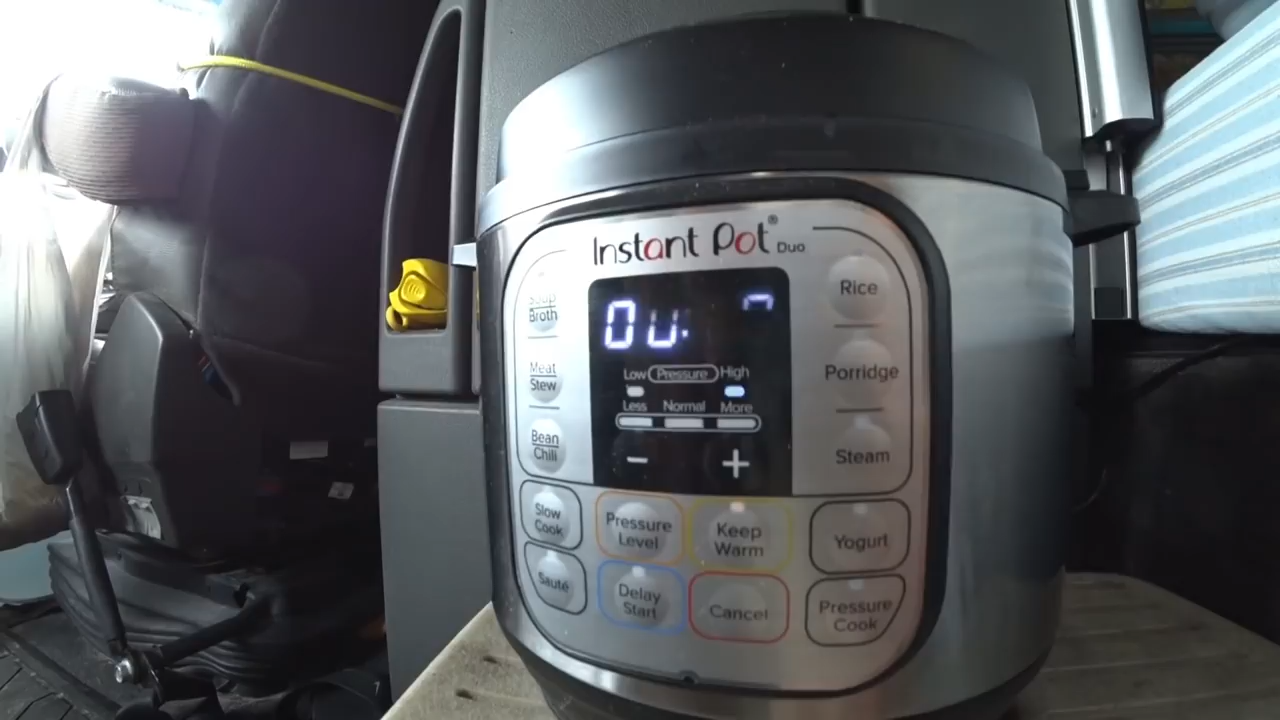 Instant Pot® Duo
Soup
Broth
Rice
Low Pressure High
Meat
Stew
Porridge
Less Normal More
Bean
Chili
− +
Steam
Slow
Cook
Pressure
Level
Keep
Warm
Yogurt
Sauté
Delay
Start
Cancel
Pressure
Cook